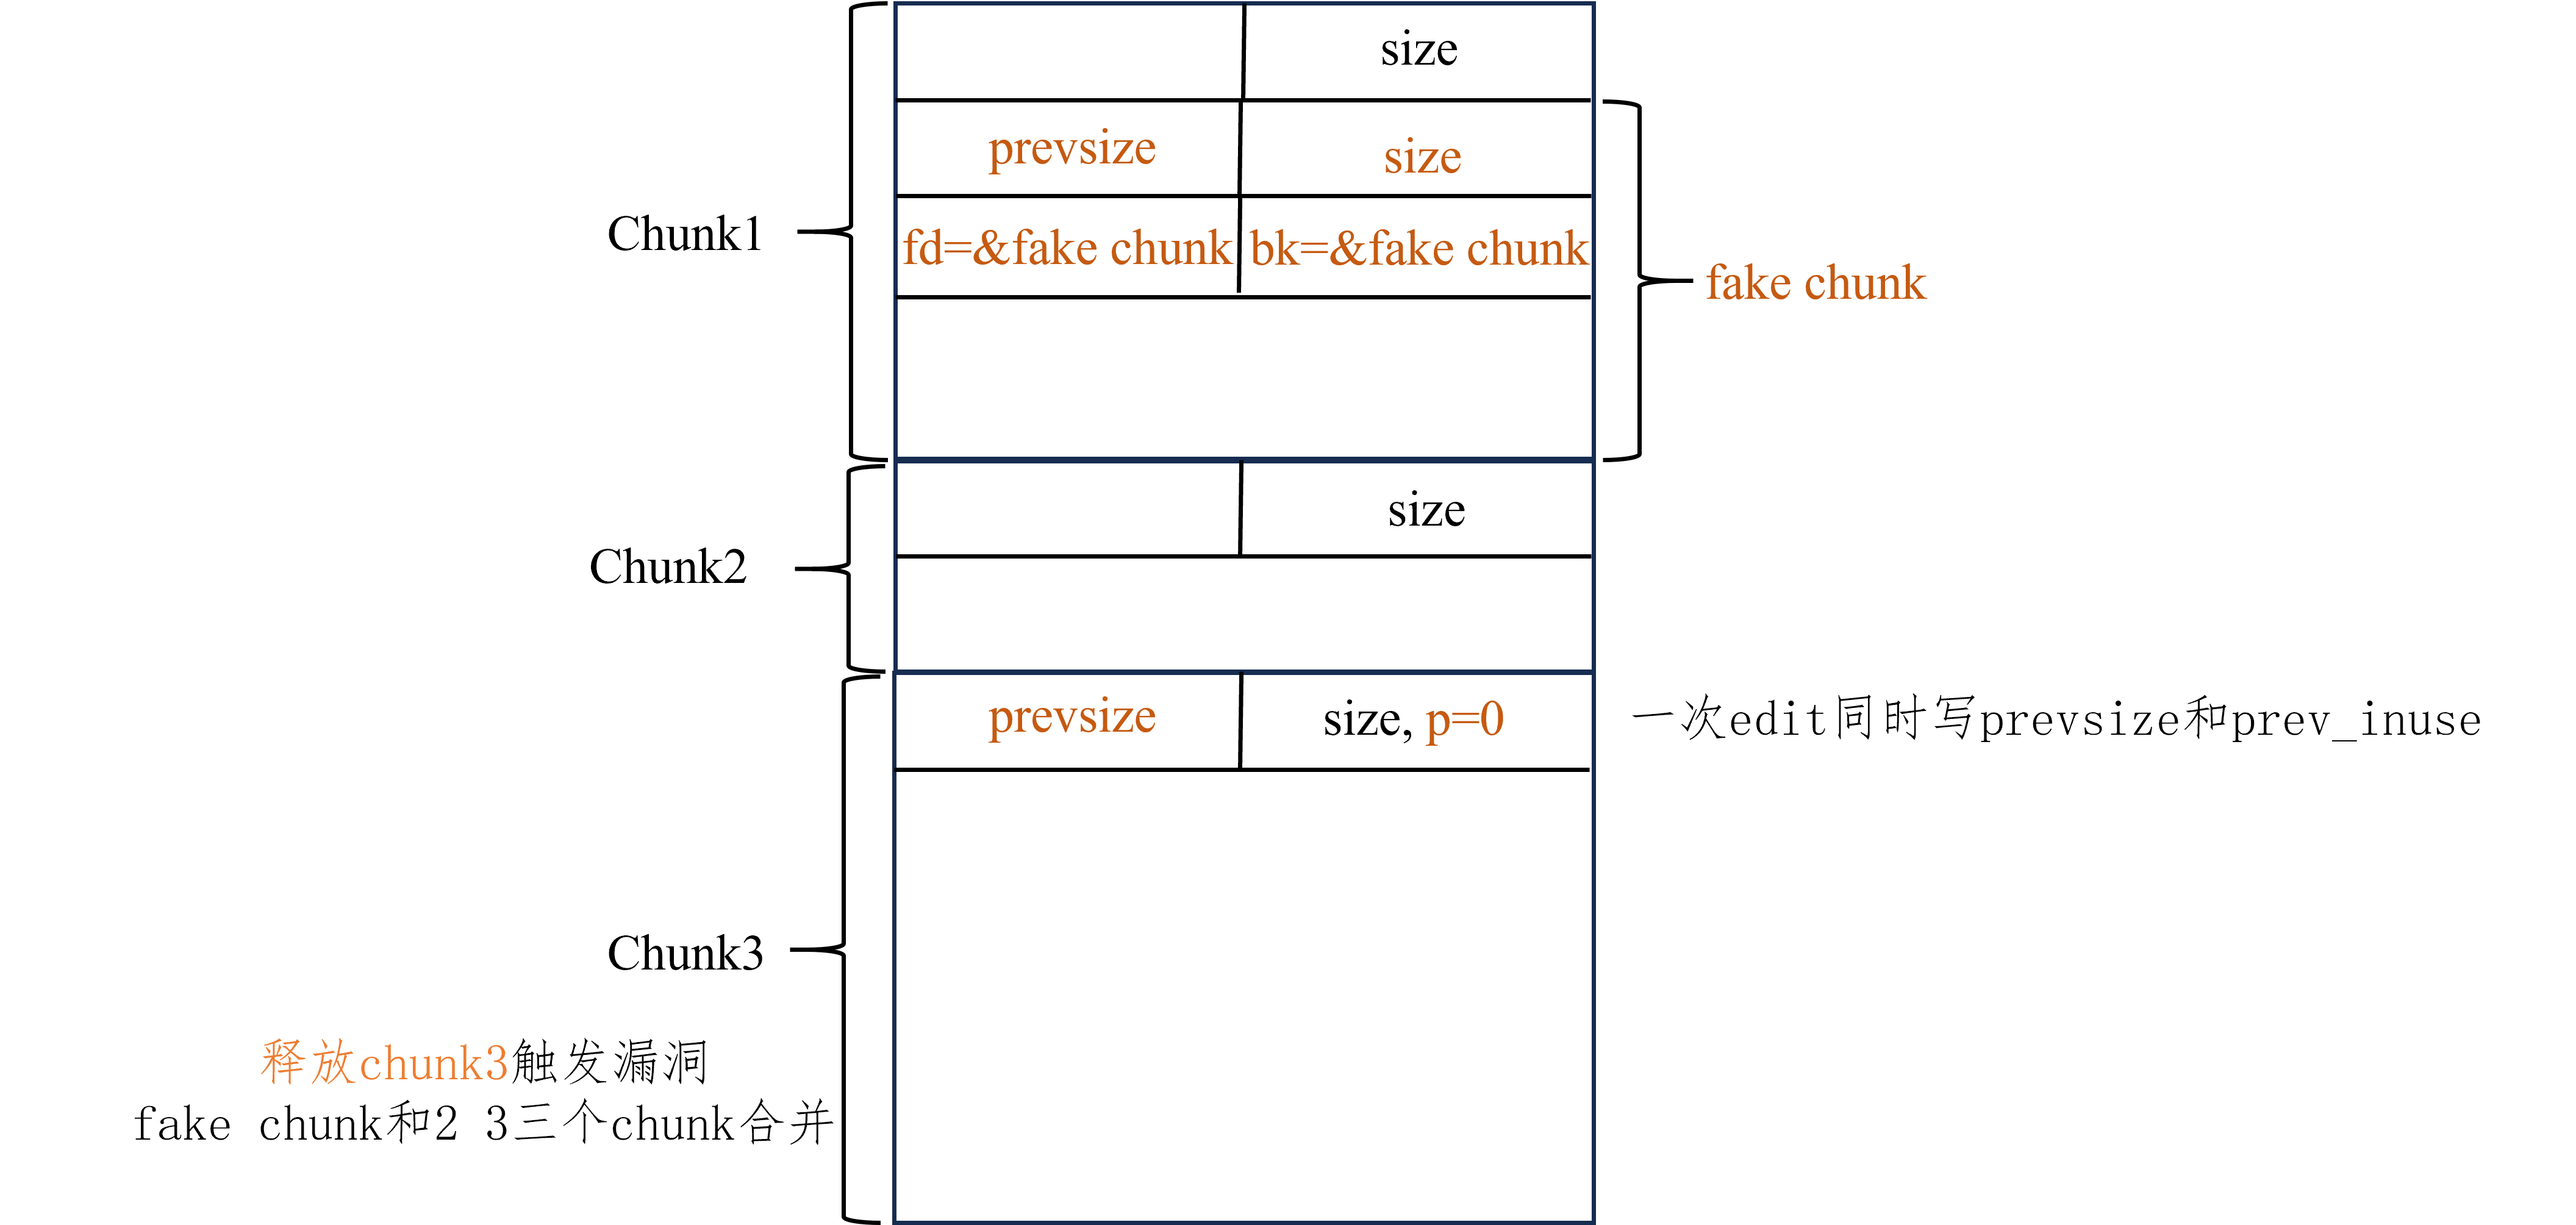 size
prevsize
size
Chunk1
fd=&fake chunk
bk=&fake chunk
fake chunk
size
Chunk2
prevsize
size, p=0
一次edit同时写prevsize和prev_inuse
Chunk3
释放chunk3触发漏洞
fake chunk和2 3三个chunk合并